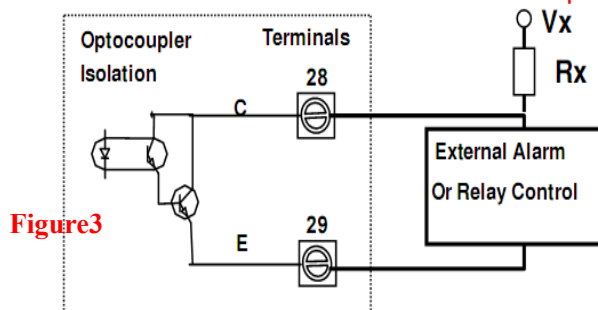 Optocoupler
Isolation
Terminals
Vx
Rx
28
C
External Alarm
Or Relay Control
Figure3
29
E